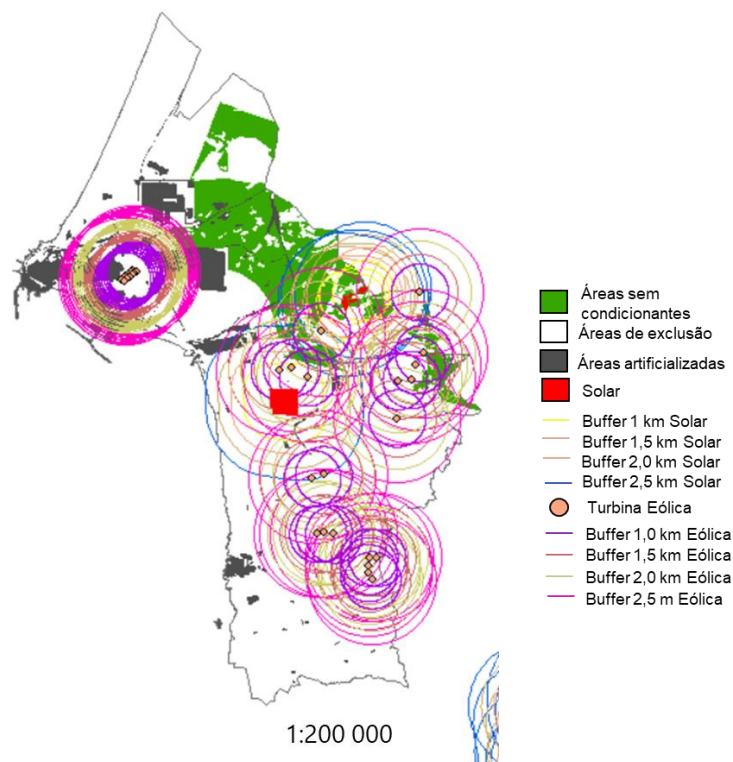 Áreas sem
condicionantes
Áreas de exclusão
Áreas artificializadas
Solar
Buffer 1 km Solar
Buffer 1,5 km Solar
Buffer 2,0 km Solar
Buffer 2,5 km Solar
Turbina Eólica
Buffer 1,0 km Eólica
Buffer 1,5 km Eólica
Buffer 2,0 km Eólica
Buffer 2,5 m Eólica
1:200 000